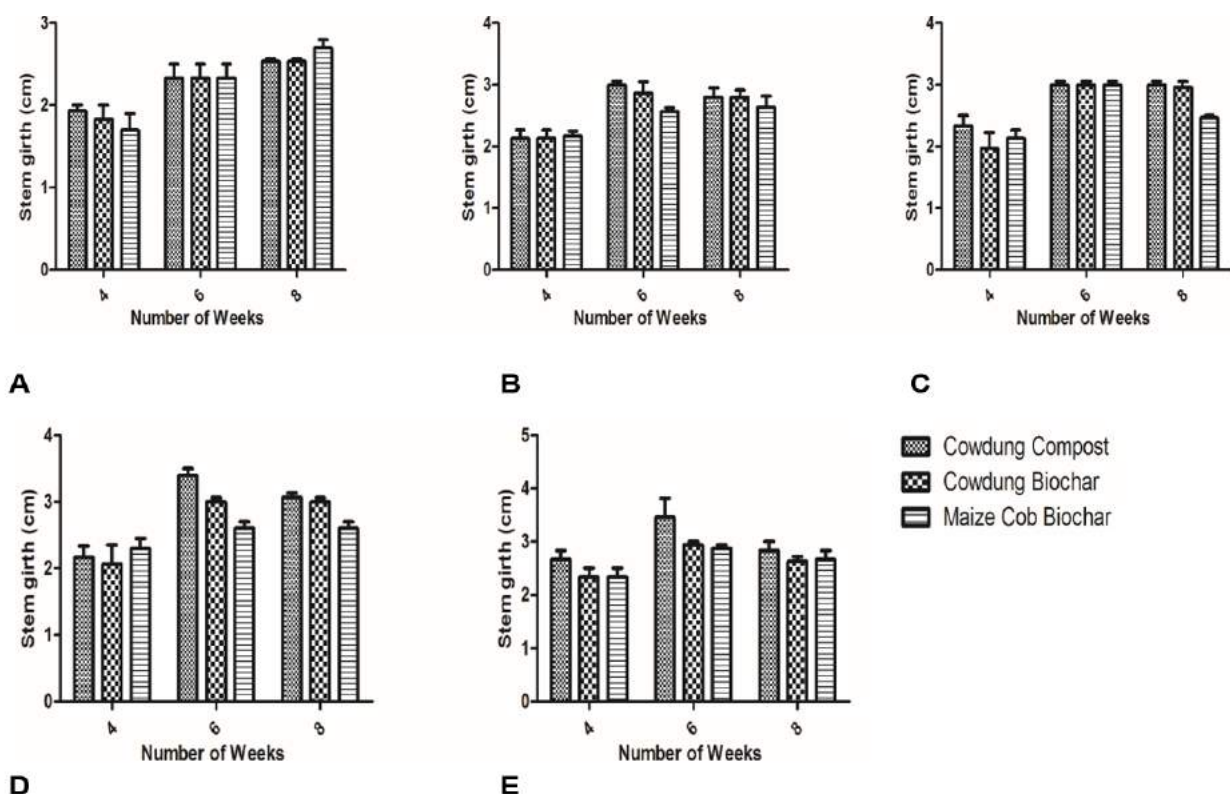 3
2
1
0
Stem girth (cm)
4
6
8
Number of Weeks
A
4
3
2
1
0
Stem girth (cm)
4
6
8
Number of Weeks
B
4
3
2
1
0
Stem girth (cm)
4
6
8
Number of Weeks
C
4
3
2
1
0
Stem girth (cm)
4
6
8
Number of Weeks
D
5
4
3
2
1
0
Stem girth (cm)
4
6
8
Number of Weeks
E
Cowdung Compost
Cowdung Biochar
Maize Cob Biochar